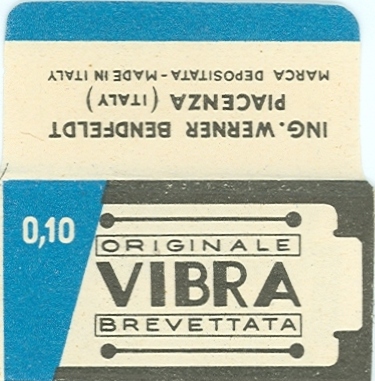 ING. WERNER BENDFELDT
PIACENZA (ITALY)
MARCA DEPOSITATA - MADE IN ITALY
0,10
ORIGINALE
VIBRA
BREVETTATA